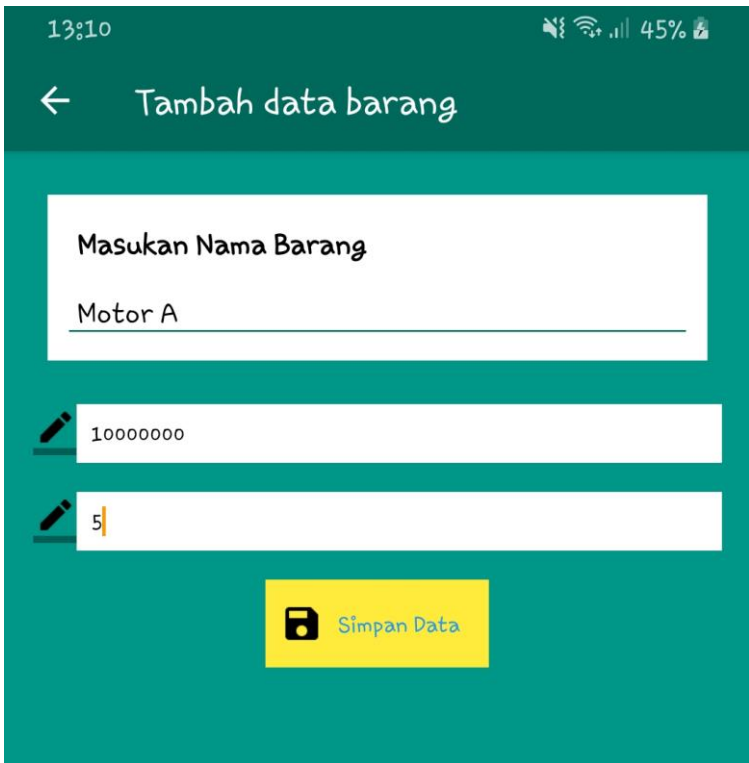 13:10
45%
Tambah data barang
Masukan Nama Barang
Motor A
10000000
5
Simpan Data